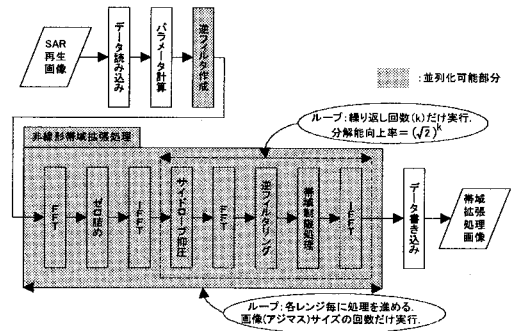 SAR
再生
画像
データ読み込み
パラメータ計算
逆フィルタ作成
:並列化可能部分
ループ:繰り返し回数(k)だけ実行.
分解能向上率=(√2)^k
非線形帯域拡張処理
FFT
ゼロ詰め
IFFT
サイドローブ抑圧
FFT
逆フィルタリング
帯域制限処理
IFFT
データ書き込み
帯域
拡張
処理
画像
ループ:各レンジ毎に処理を進める.
画像(アジマス)サイズの回数だけ実行.